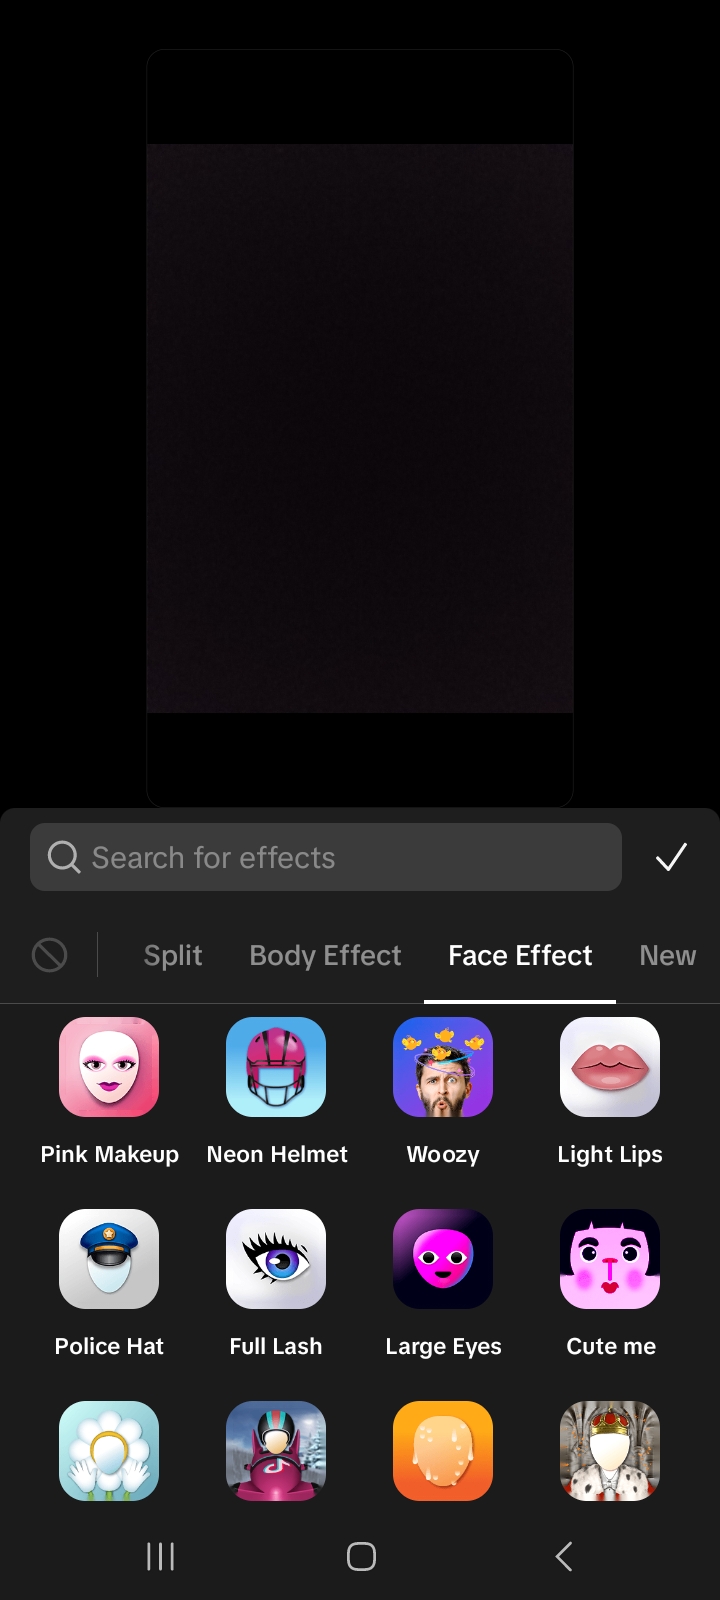 Search for effects
Split Body Effect Face Effect New
Pink Makeup Neon Helmet Woozy Light Lips
Police Hat Full Lash Large Eyes Cute me